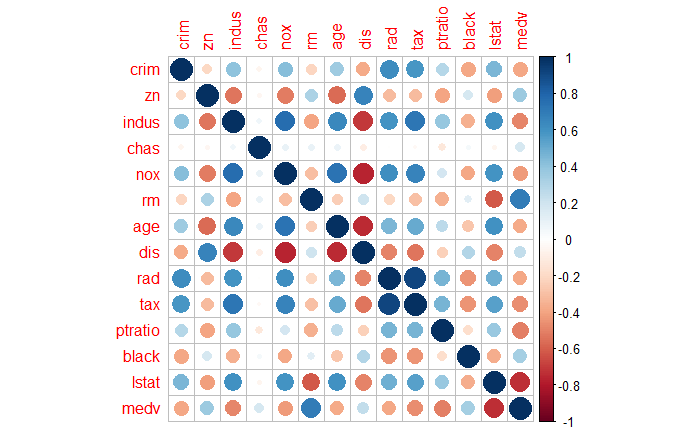 crim zn indus chas nox rm age dis rad tax ptratio black lstat medv
crim
zn
indus
chas
nox
rm
age
dis
rad
tax
ptratio
black
lstat
medv
1
0.8
0.6
0.4
0.2
0
-0.2
-0.4
-0.6
-0.8
-1